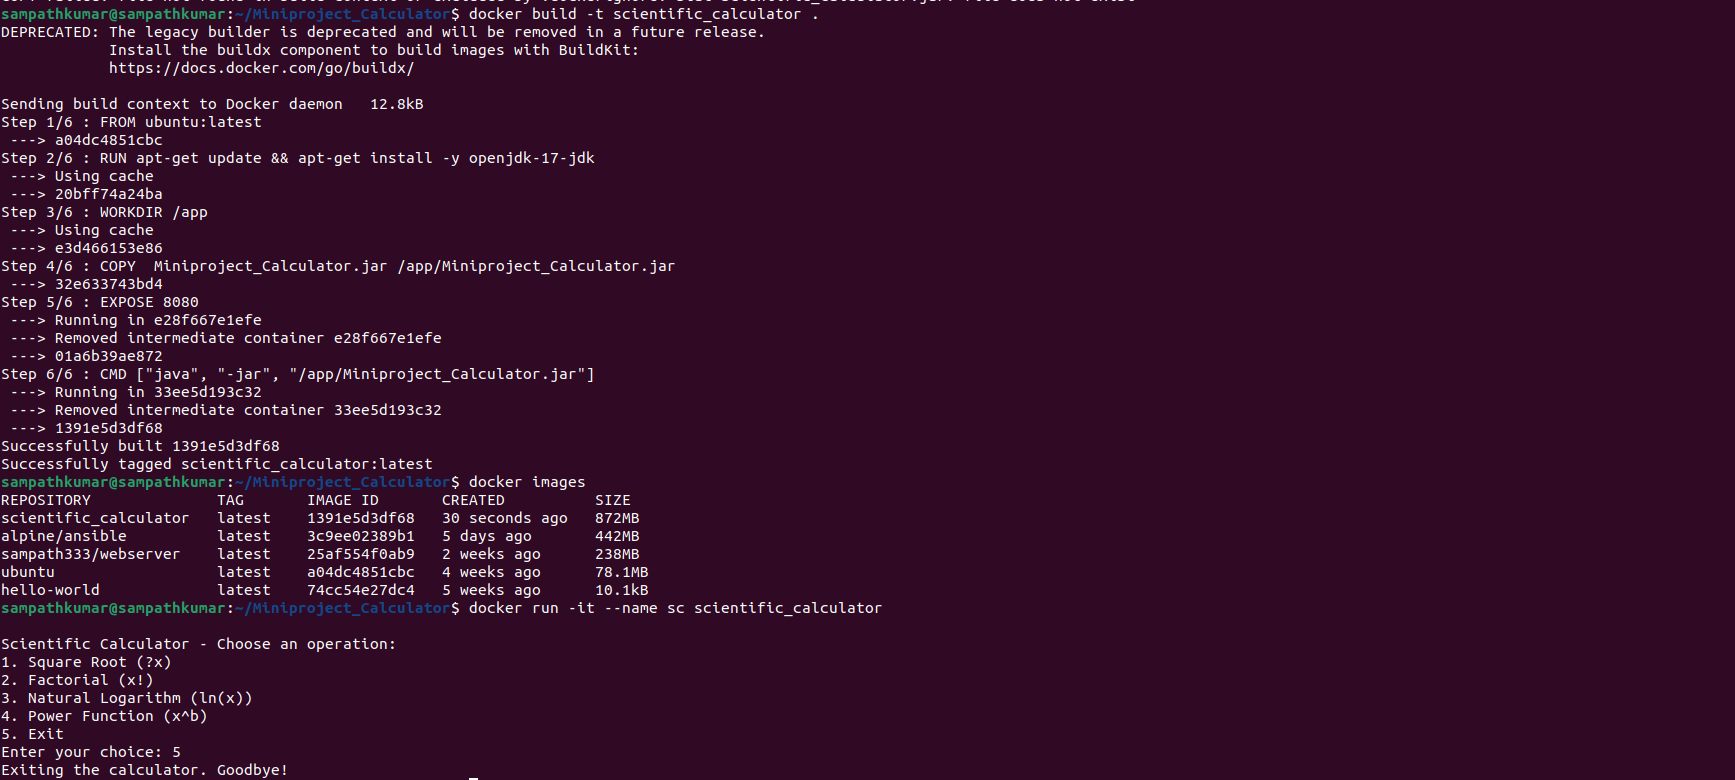 sampathkumar@sampathkumar:~/Miniproject_Calculator$ docker build -t scientific_calculator .
DEPRECATED: The legacy builder is deprecated and will be removed in a future release.
            Install the buildx component to build images with BuildKit:
            https://docs.docker.com/go/buildx/

Sending build context to Docker daemon   12.8kB
Step 1/6 : FROM ubuntu:latest
 ---> a04dc4851cbc
Step 2/6 : RUN apt-get update && apt-get install -y openjdk-17-jdk
 ---> Using cache
 ---> 20bff74a24ba
Step 3/6 : WORKDIR /app
 ---> Using cache
 ---> e3d466153e86
Step 4/6 : COPY  Miniproject_Calculator.jar /app/Miniproject_Calculator.jar
 ---> 32e633743bd4
Step 5/6 : EXPOSE 8080
 ---> Running in e28f667e1efe
 ---> Removed intermediate container e28f667e1efe
 ---> 01a6b39ae872
Step 6/6 : CMD ["java", "-jar", "/app/Miniproject_Calculator.jar"]
 ---> Running in 33ee5d193c32
 ---> Removed intermediate container 33ee5d193c32
 ---> 1391e5d3df68
Successfully built 1391e5d3df68
Successfully tagged scientific_calculator:latest
sampathkumar@sampathkumar:~/Miniproject_Calculator$ docker images
REPOSITORY              TAG       IMAGE ID       CREATED          SIZE
scientific_calculator   latest    1391e5d3df68   30 seconds ago   872MB
alpine/ansible          latest    3c9ee02389b1   5 days ago       442MB
sampath333/webserver    latest    25af554f0ab9   2 weeks ago      238MB
ubuntu                  latest    a04dc4851cbc   4 weeks ago      78.1MB
hello-world             latest    74cc54e27dc4   5 weeks ago      10.1kB
sampathkumar@sampathkumar:~/Miniproject_Calculator$ docker run -it --name sc scientific_calculator

Scientific Calculator - Choose an operation:
1. Square Root (?x)
2. Factorial (x!)
3. Natural Logarithm (ln(x))
4. Power Function (x^b)
5. Exit
Enter your choice: 5
Exiting the calculator. Goodbye!